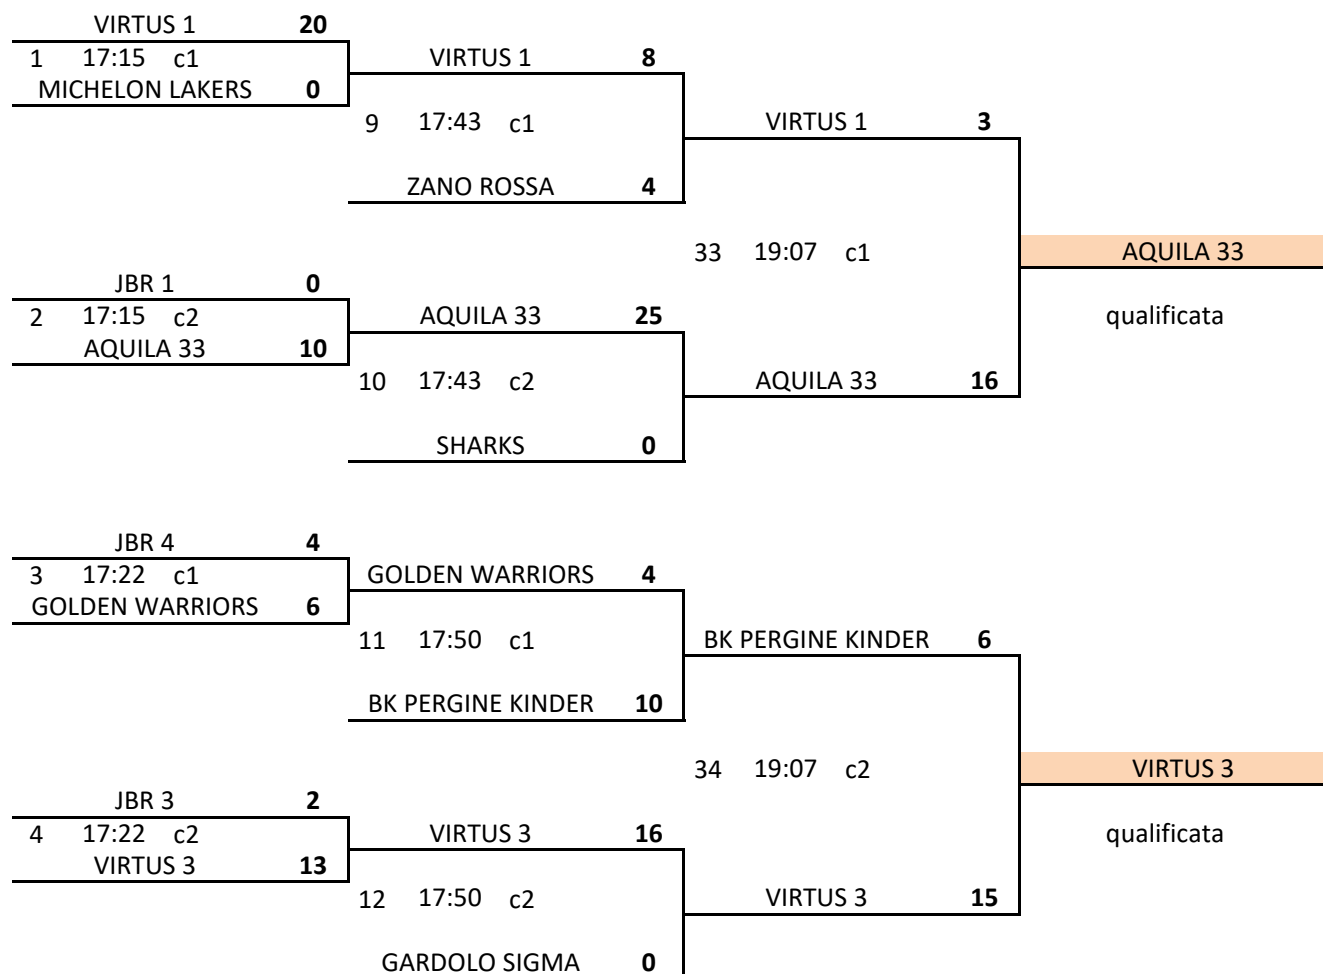 VIRTUS 1 20
1 17:15 c1
MICHELON LAKERS 0
VIRTUS 1 8
9 17:43 c1
ZANO ROSSA 4
VIRTUS 1 3
33 19:07 c1
AQUILA 33
qualificata
JBR 1 0
2 17:15 c2
AQUILA 33 10
AQUILA 33 25
10 17:43 c2
SHARKS 0
AQUILA 33 16
JBR 4 4
3 17:22 c1
GOLDEN WARRIORS 6
GOLDEN WARRIORS 4
11 17:50 c1
BK PERGINE KINDER 10
BK PERGINE KINDER 6
34 19:07 c2
VIRTUS 3
qualificata
JBR 3 2
4 17:22 c2
VIRTUS 3 13
VIRTUS 3 16
12 17:50 c2
GARDOLO SIGMA 0
VIRTUS 3 15